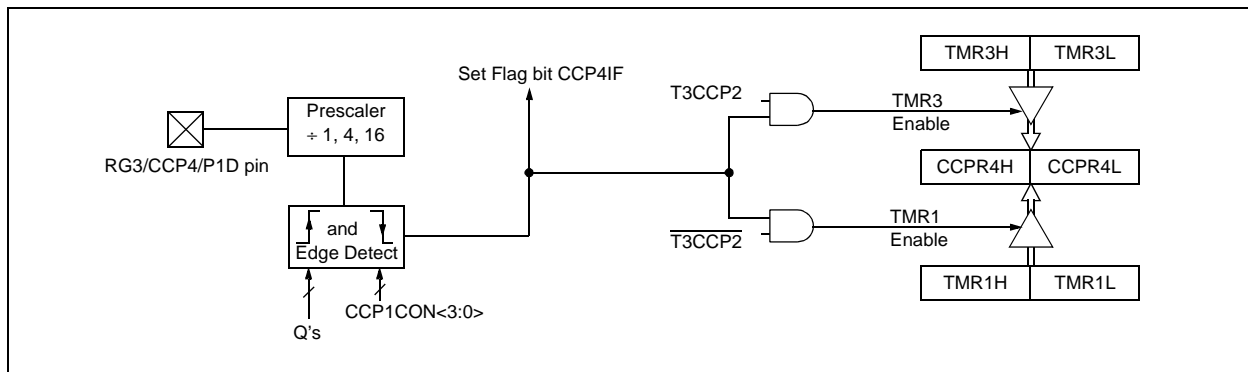 TMR3H TMR3L
Set Flag bit CCP4IF
T3CCP2
TMR3
Enable
Prescaler
÷ 1, 4, 16
RG3/CCP4/P1D pin
CCPR4H CCPR4L
and
Edge Detect
TMR1
Enable
T3CCP2
TMR1H TMR1L
CCP1CON<3:0>
Q's